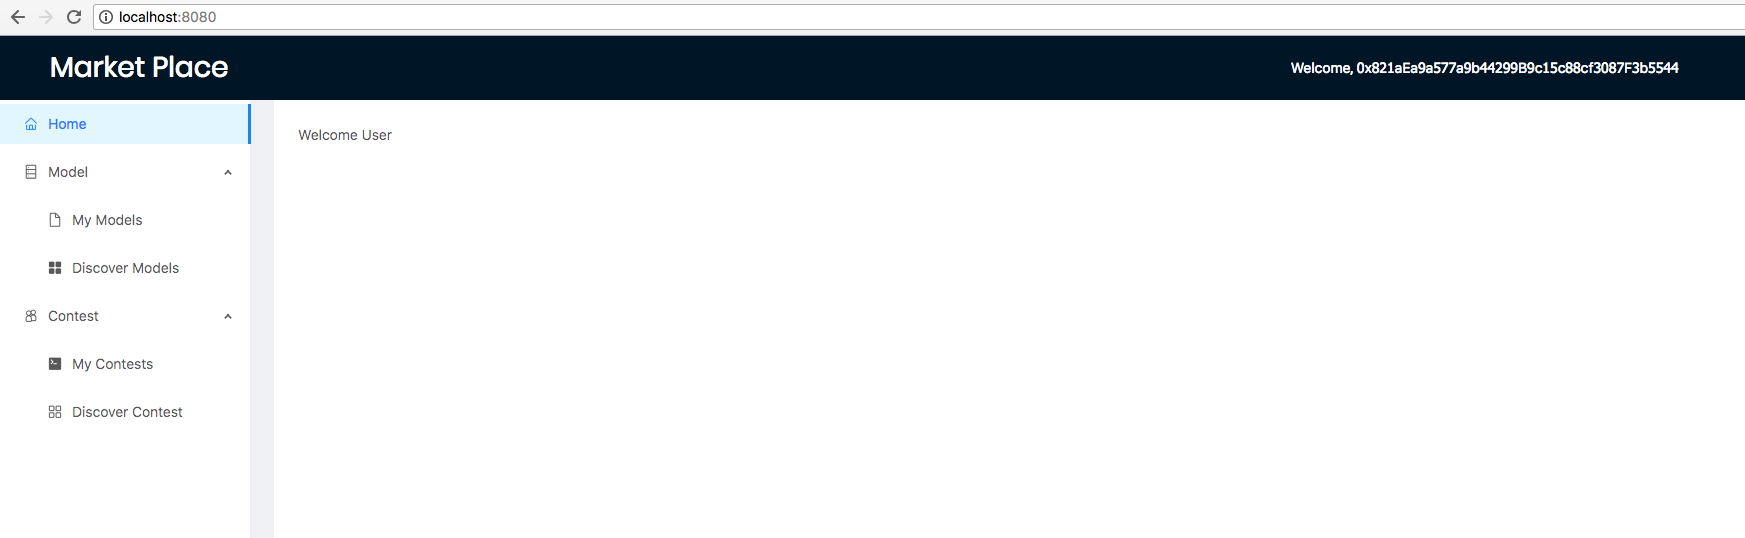 localhost:8080
Market Place
Welcome, 0x821aEa9a577a9b44299B9c15c88cf3087F3b5544
Home
Welcome User
Model
My Models
Discover Models
Contest
My Contests
Discover Contest